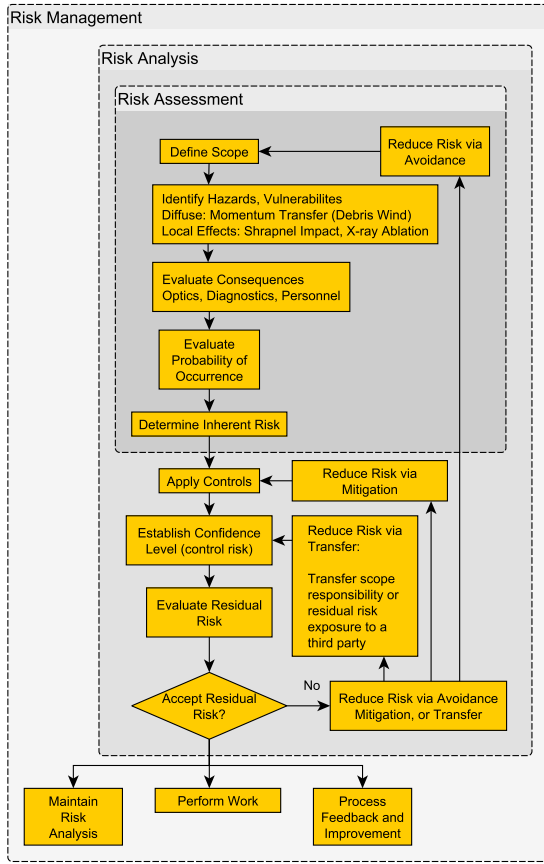 Risk Management
Risk Analysis
Risk Assessment
Define Scope
Reduce Risk via
Avoidance
Identify Hazards, Vulnerabilites
Diffuse: Momentum Transfer (Debris Wind)
Local Effects: Shrapnel Impact, X-ray Ablation
Evaluate Consequences
Optics, Diagnostics, Personnel
Evaluate
Probability of
Occurrence
Determine Inherent Risk
Apply Controls
Reduce Risk via
Mitigation
Establish Confidence
Level (control risk)
Reduce Risk via
Transfer:
Transfer scope
responsibility or
residual risk
exposure to a
third party
Evaluate Residual
Risk
Accept Residual
Risk?
No
Reduce Risk via Avoidance
Mitigation, or Transfer
Maintain
Risk
Analysis
Perform Work
Process
Feedback and
Improvement